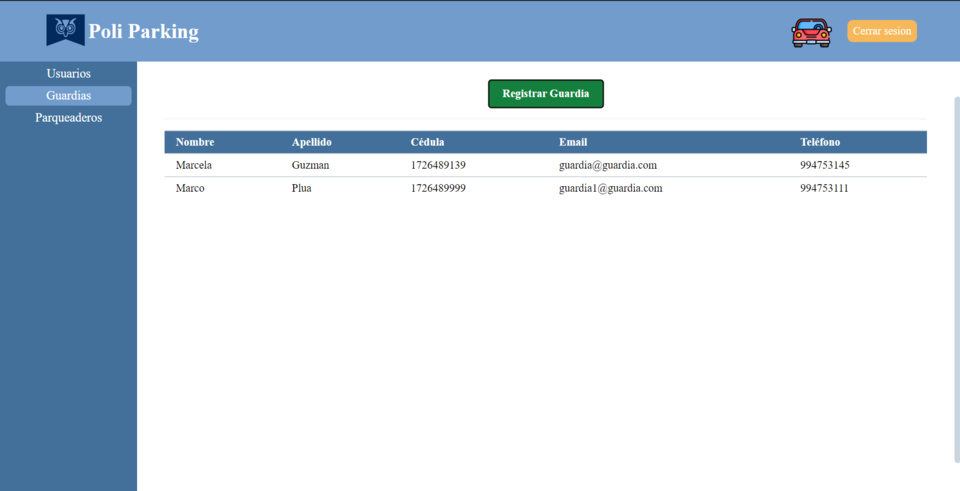 Poli Parking
Cerrar sesion
Usuarios
Guardias
Parqueaderos
Registrar Guardia
Nombre Apellido Cédula Email Teléfono
Marcela Guzman 1726489139 guardia@guardia.com 994753145
Marco Plua 1726489999 guardia1@guardia.com 994753111